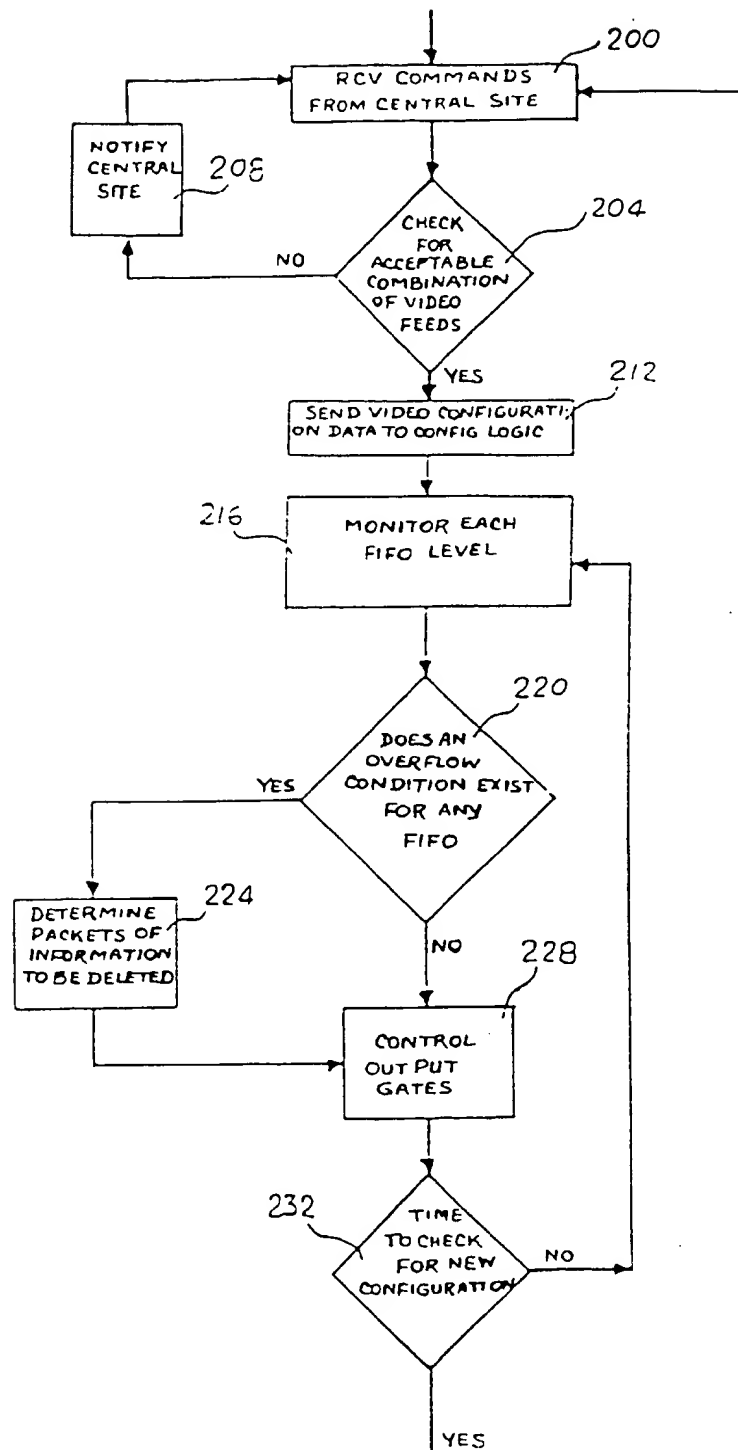 200
RCV COMMANDS
FROM CENTRAL SITE
NOTIFY
CENTRAL
SITE
208
204
CHECK
FOR
ACCEPTABLE
COMBINATION
OF VIDEO
FEEDS
NO
YES
212
SEND VIDEO CONFIGURATI
ON DATA TO CONFIG LOGIC
216
MONITOR EACH
FIFO LEVEL
220
DOES AN
OVERFLOW
CONDITION EXIST
FOR ANY
FIFO
YES
224
DETERMINE
PACKETS OF
INFORMATION
TO BE DELETED
NO
228
CONTROL
OUT PUT
GATES
232
TIME
TO CHECK
FOR NEW
CONFIGURATION
NO
YES